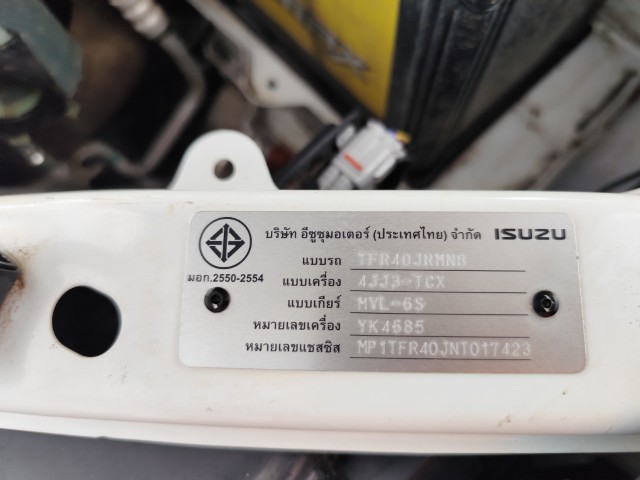 บริษัท อีซูซุมอเตอร์ (ประเทศไทย) จำกัด ISUZU
แบบรถ TFR40JRMN8
มอก.2550-2554
แบบเครื่อง 4JJ3-TCX
แบบเกียร์ MVL-6S
หมายเลขเครื่อง YK4685
หมายเลขแชสซิส MP1TFR40JNT017423